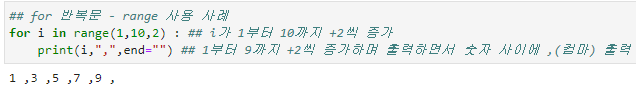 ## for 반복문 - range 사용 사례
for i in range(1,10,2) : ## i가 1부터 10까지 +2씩 증가
    print(i,",",end="") ## 1부터 9까지 +2씩 증가하며 출력하면서 숫자 사이에 ,(컴마) 출력
1 ,3 ,5 ,7 ,9 ,